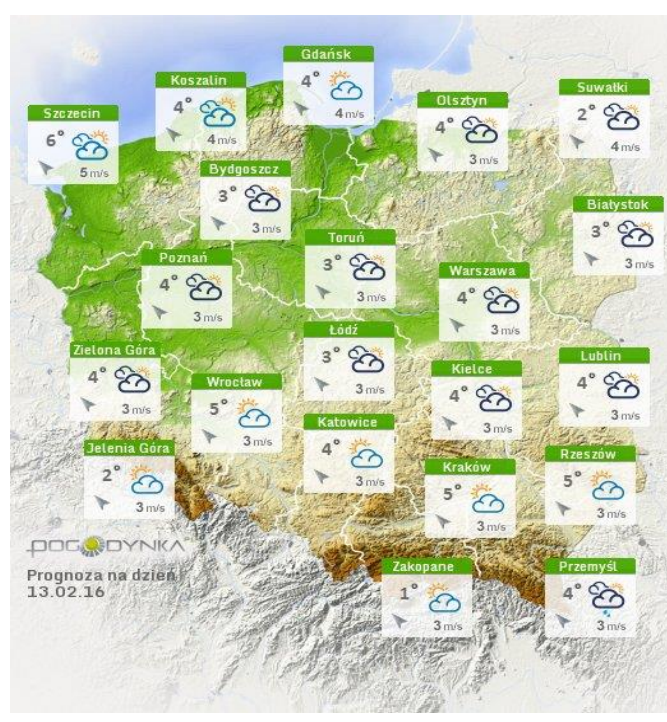 Gdańsk
4°
4 m/s
Koszalin
4°
4 m/s
Suwałki
2°
4 m/s
Olsztyn
4°
3 m/s
Szczecin
6°
5 m/s
Bydgoszcz
3°
3 m/s
Białystok
3°
3 m/s
Toruń
3°
3 m/s
Poznań
4°
3 m/s
Warszawa
4°
3 m/s
Łódź
3°
3 m/s
Zielona Góra
4°
3 m/s
Lublin
4°
3 m/s
Kielce
4°
3 m/s
Wrocław
5°
3 m/s
Katowice
4°
3 m/s
Jelenia Góra
2°
3 m/s
Rzeszów
5°
3 m/s
Kraków
5°
3 m/s
POGODYNKA
Prognoza na dzień
13.02.16
Zakopane
1°
3 m/s
Przemyśl
4°
3 m/s